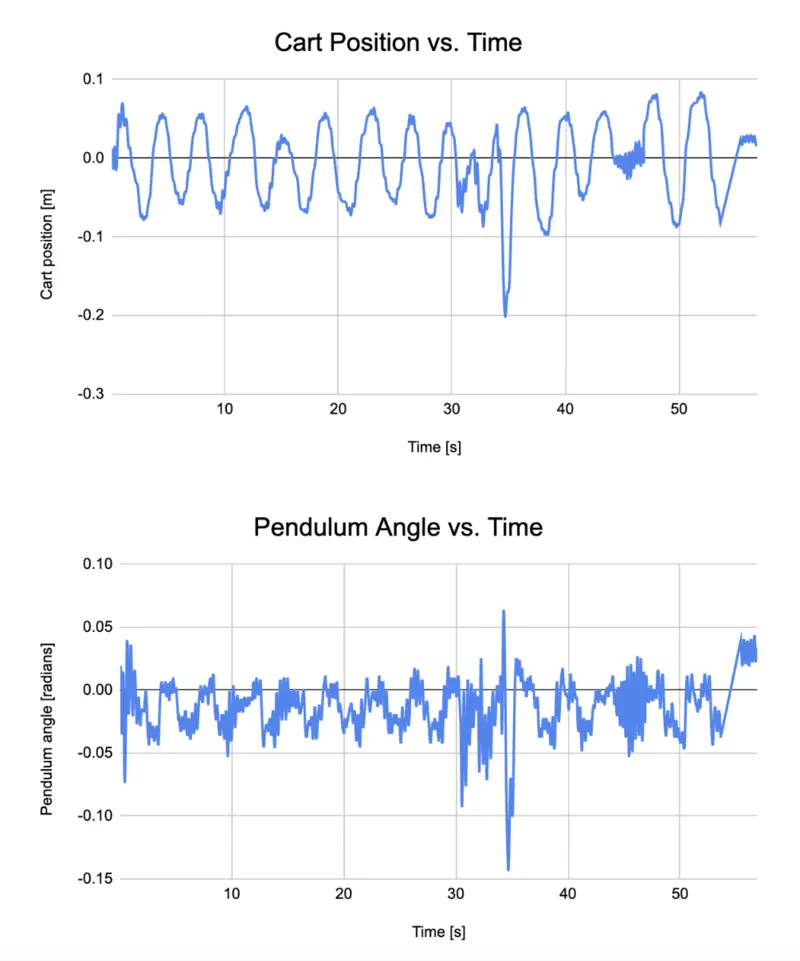 Cart Position vs. Time
0.1
0.0
-0.1
-0.2
-0.3
Cart position [m]
10 20 30 40 50
Time [s]
Pendulum Angle vs. Time
0.10
0.05
0.00
-0.05
-0.10
-0.15
Pendulum angle [radians]
10 20 30 40 50
Time [s]